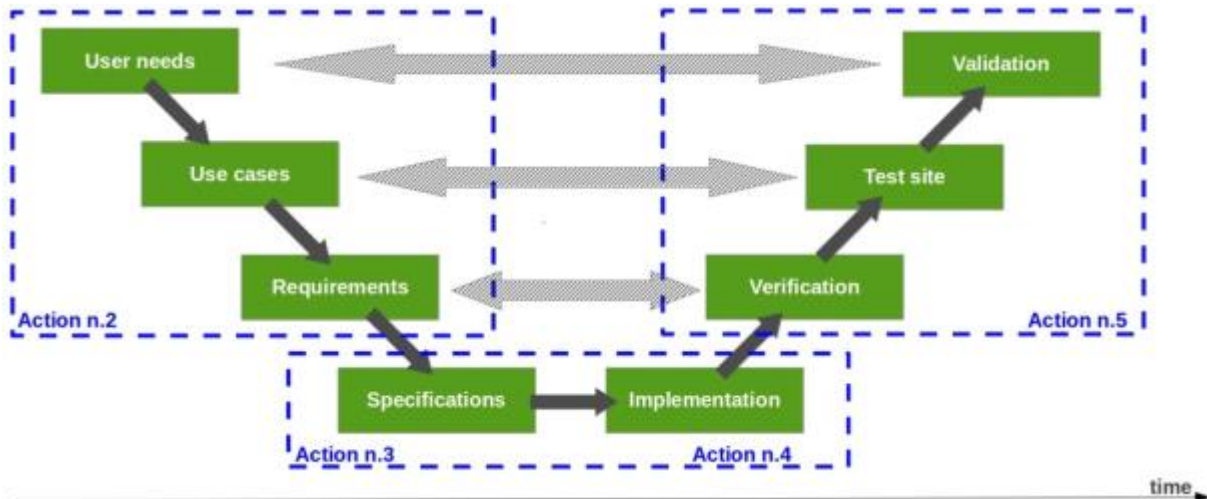 User needs
Validation
Use cases
Test site
Requirements
Verification
Action n.2
Action n.5
Specifications
Implementation
Action n.3
Action n.4
time